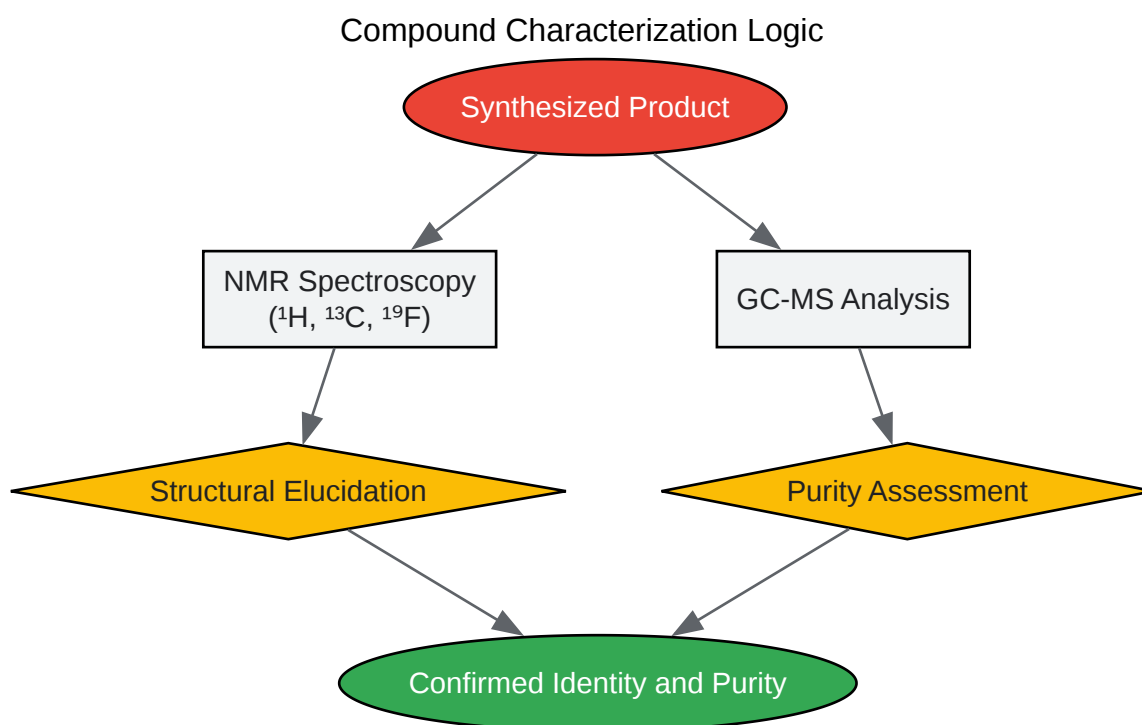 Compound Characterization Logic
Synthesized Product
NMR Spectroscopy
(¹H, ¹³C, ¹⁹F)
GC-MS Analysis
Structural Elucidation
Purity Assessment
Confirmed Identity and Purity